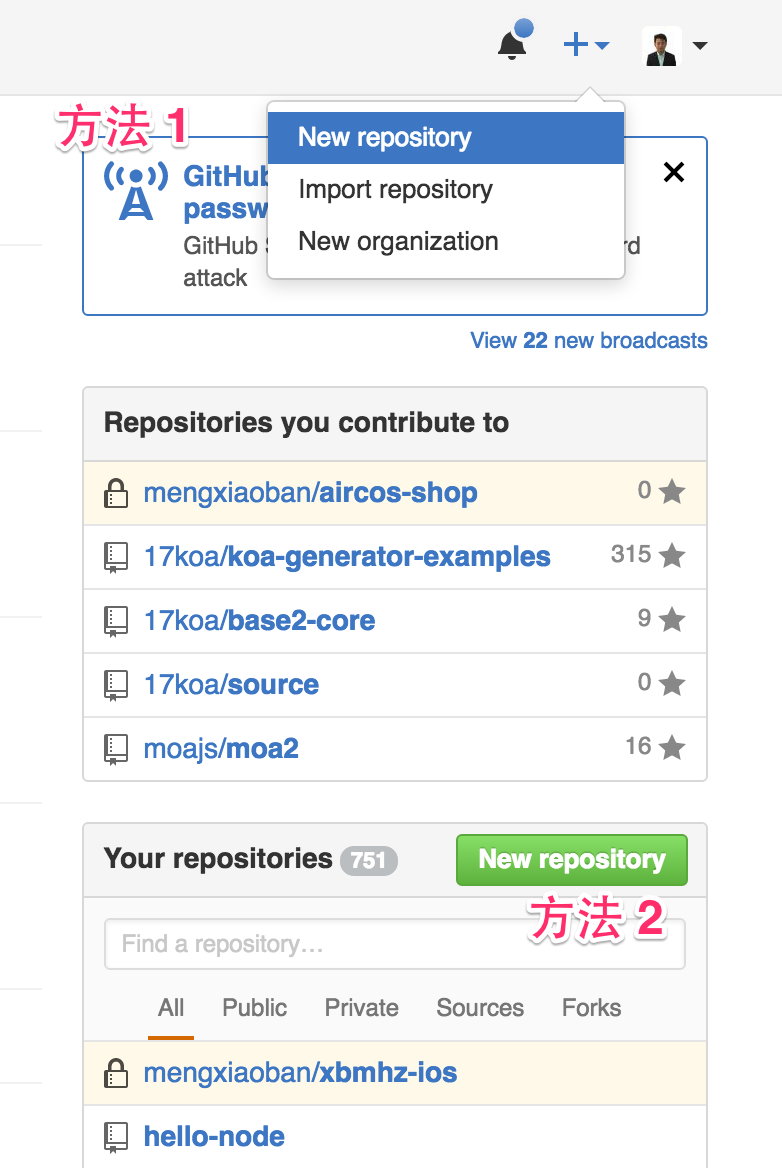 方法 1
New repository
Import repository
New organization
GitHub
passw
GitHub
rd
attack
View 22 new broadcasts
Repositories you contribute to
mengxiaoban/aircos-shop 0
17koa/koa-generator-examples 315
17koa/base2-core 9
17koa/source 0
moajs/moa2 16
Your repositories 751 New repository
方法 2
Find a repository...
All Public Private Sources Forks
mengxiaoban/xbmhz-ios
hello-node